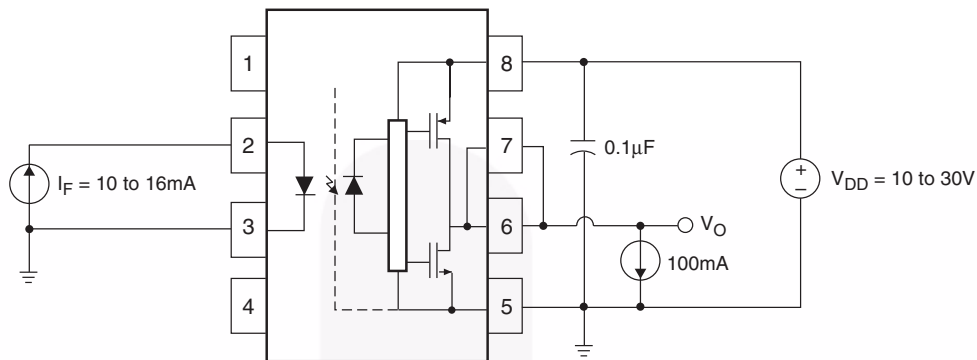 1
8
2
7
I_F = 10 to 16mA
0.1μF
+
–
V_DD = 10 to 30V
3
6
V_O
100mA
4
5